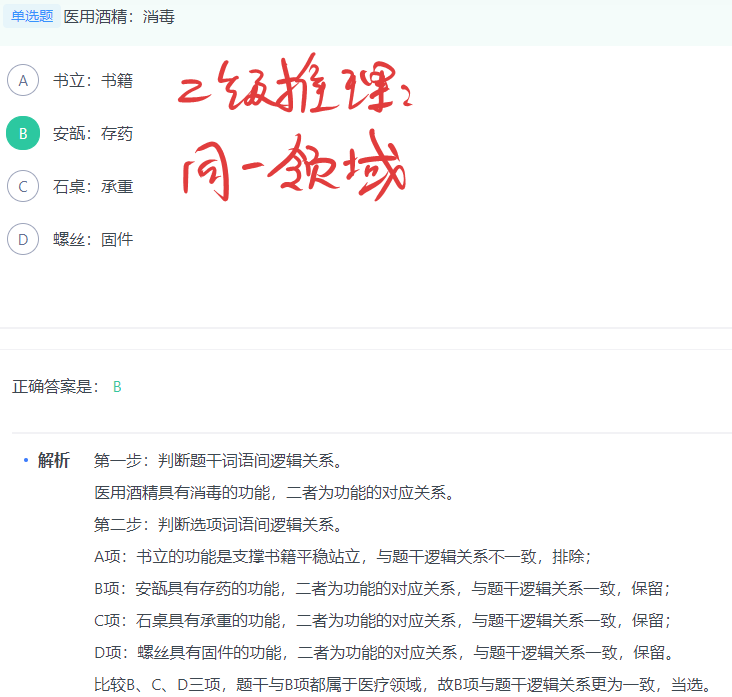 单选题 医用酒精：消毒
A 书立：书籍
二级推理：
B 安瓿：存药
同一领域
C 石桌：承重
D 螺丝：固件
正确答案是： B
• 解析 第一步：判断题干词语间逻辑关系。
医用酒精具有消毒的功能，二者为功能的对应关系。
第二步：判断选项词语间逻辑关系。
A项：书立的功能是支撑书籍平稳站立，与题干逻辑关系不一致，排除；
B项：安瓿具有存药的功能，二者为功能的对应关系，与题干逻辑关系一致，保留；
C项：石桌具有承重的功能，二者为功能的对应关系，与题干逻辑关系一致，保留；
D项：螺丝具有固件的功能，二者为功能的对应关系，与题干逻辑关系一致，保留。
比较B、C、D三项，题干与B项都属于医疗领域，故B项与题干逻辑关系更为一致，当选。